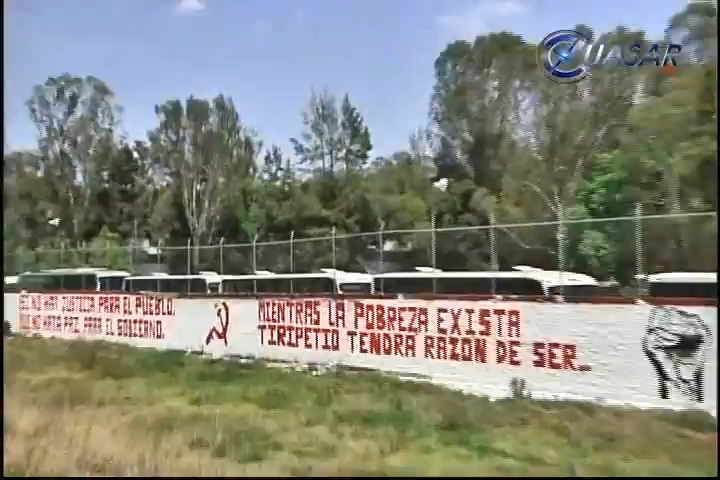 QUASAR
SI NO HAY JUSTICIA PARA EL PUEBLO,
NO HAYA PAZ PARA EL GOBIERNO.
MIENTRAS LA POBREZA EXISTA
TIRIPETIO TENDRA RAZON DE SER...